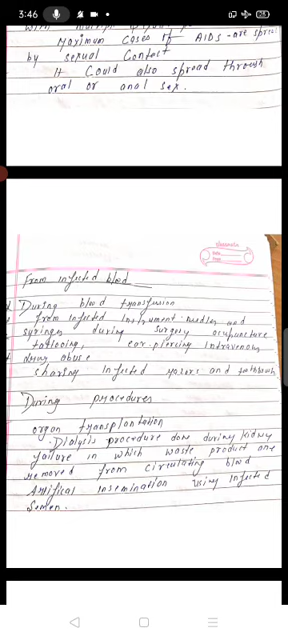 3:46
Maximum cases of AIDS are
by sexual Contact
It Could also spread through
oral or anal sex.
classmate
Date
Page
From infected blood
During blood transfusion
from infected instrument-needles and
syringes during surgery acupuncture
tattooing, ear-piercing intravenous
drug abuse
sharing infected razors and
During procedures
organ transplantation
Dialysis procedure done during kidney
failure in which waste product are
removed from circulating blood
Artifical insemination using infected
Semen.